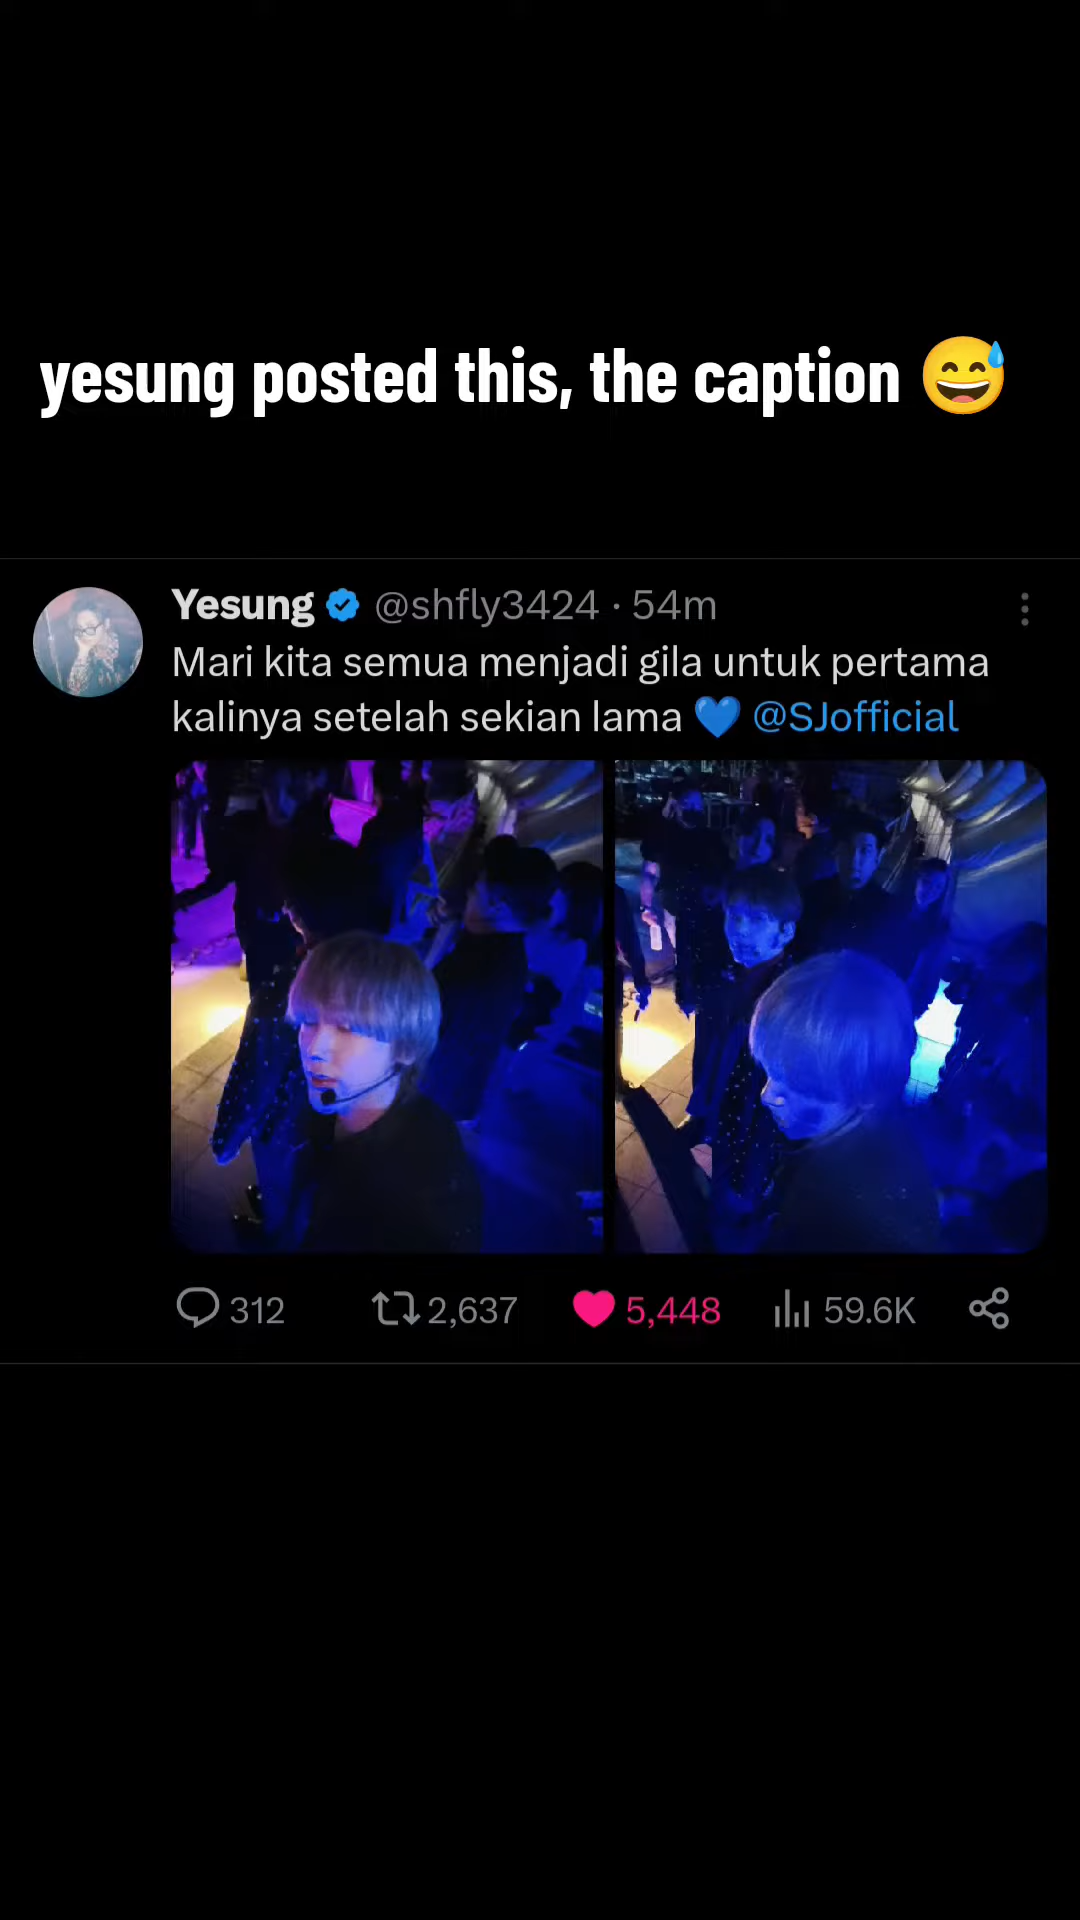 yesung posted this, the caption 😅
Yesung @shfly3424 · 54m
Mari kita semua menjadi gila untuk pertama
kalinya setelah sekian lama 💙 @SJofficial
312 2,637 5,448 59.6K